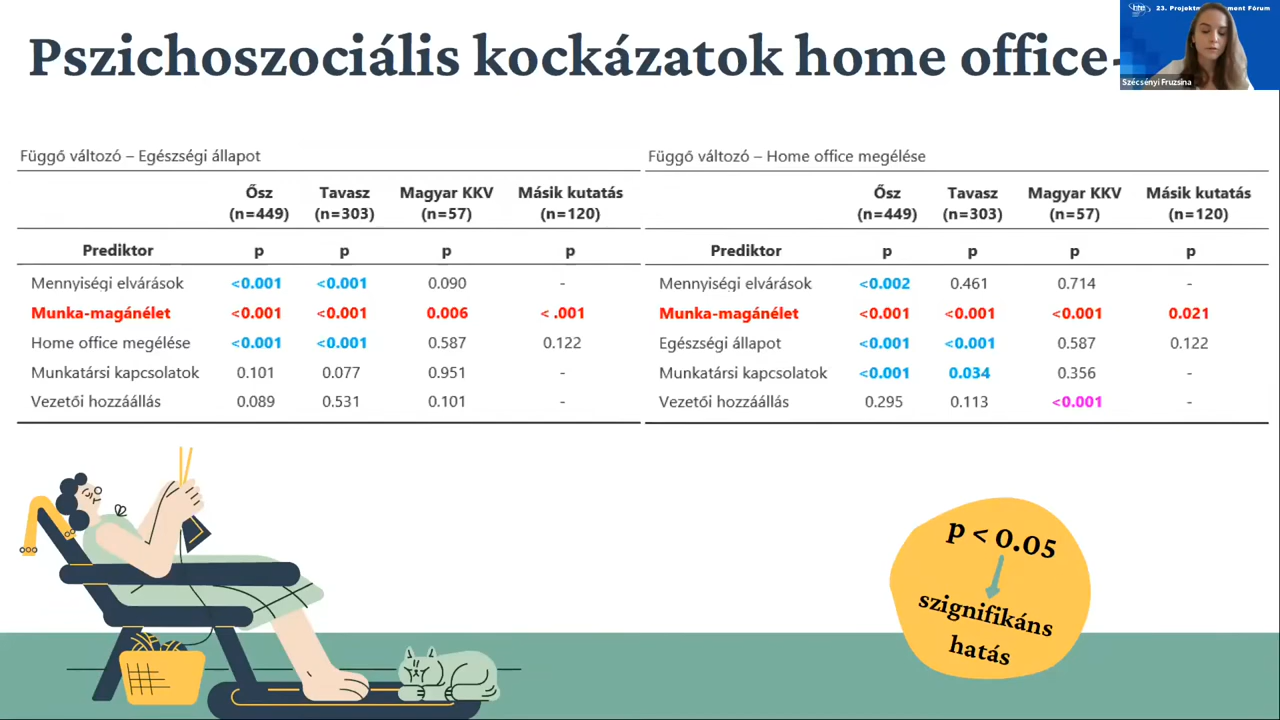 Pszichoszociális kockázatok home office-
23. Projektm ment Fórum
Szécsényi Fruzsina
Függő változó – Egészségi állapot
Ősz Tavasz Magyar KKV Másik kutatás
(n=449) (n=303) (n=57) (n=120)
Prediktor p p p p
Mennyiségi elvárások <0.001 <0.001 0.090 -
Munka-magánélet <0.001 <0.001 0.006 < .001
Home office megélése <0.001 <0.001 0.587 0.122
Munkatársi kapcsolatok 0.101 0.077 0.951 -
Vezetői hozzáállás 0.089 0.531 0.101 -
Függő változó – Home office megélése
Ősz Tavasz Magyar KKV Másik kutatás
(n=449) (n=303) (n=57) (n=120)
Prediktor p p p p
Mennyiségi elvárások <0.002 0.461 0.714 -
Munka-magánélet <0.001 <0.001 <0.001 0.021
Egészségi állapot <0.001 <0.001 0.587 0.122
Munkatársi kapcsolatok <0.001 0.034 0.356 -
Vezetői hozzáállás 0.295 0.113 <0.001 -
p < 0.05
szignifikáns
hatás